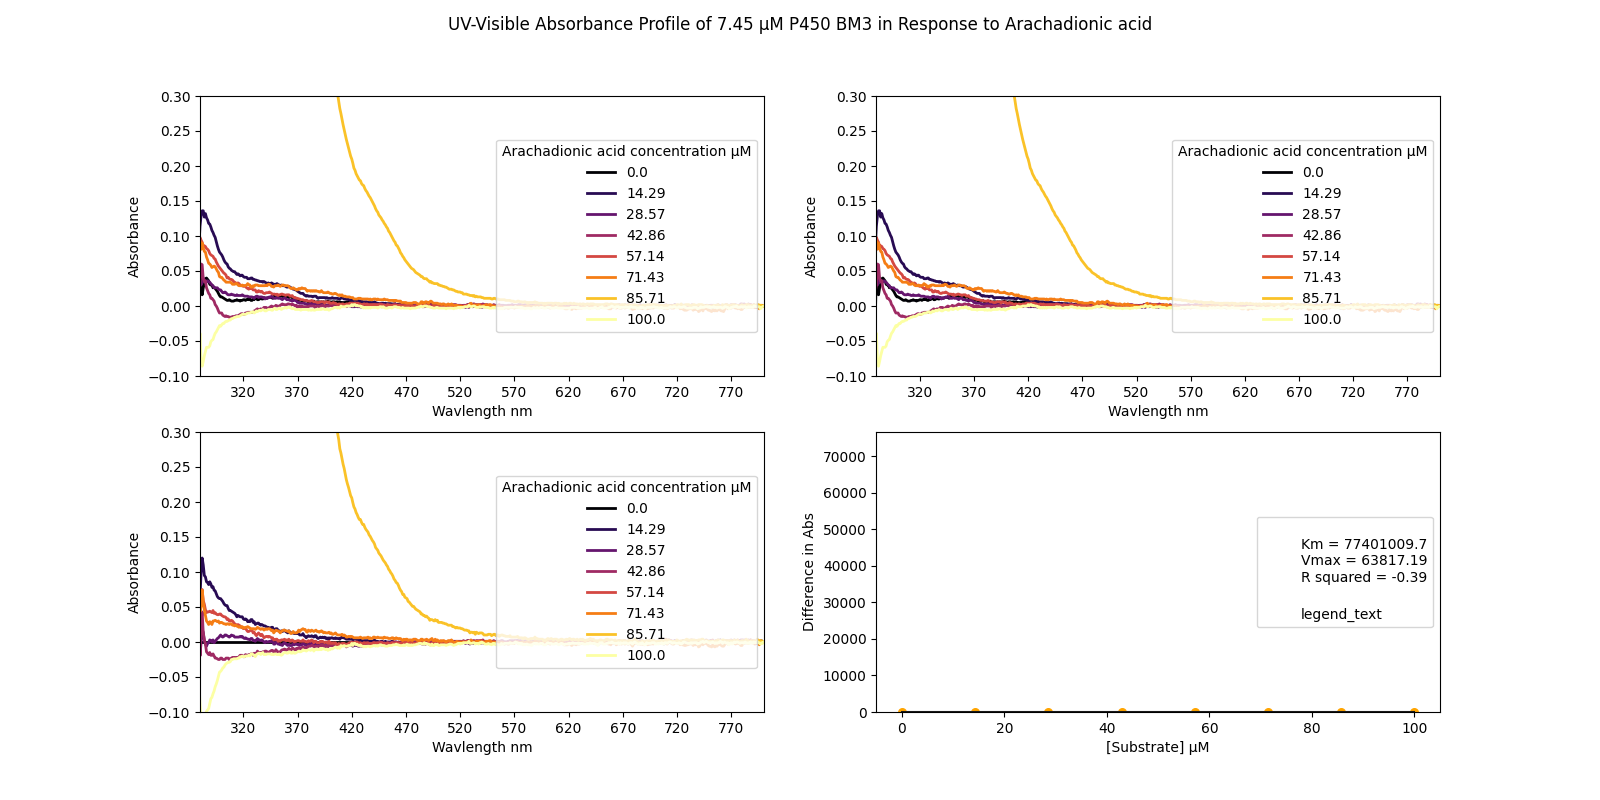 UV-Visible Absorbance Profile of 7.45 μM P450 BM3 in Response to Arachadionic acid
0.30
0.25
0.20
0.15
0.10
0.05
0.00
−0.05
−0.10
Absorbance
320 370 420 470 520 570 620 670 720 770
Wavlength nm
Arachadionic acid concentration μM
0.0
14.29
28.57
42.86
57.14
71.43
85.71
100.0
0.30
0.25
0.20
0.15
0.10
0.05
0.00
−0.05
−0.10
Absorbance
320 370 420 470 520 570 620 670 720 770
Wavlength nm
Arachadionic acid concentration μM
0.0
14.29
28.57
42.86
57.14
71.43
85.71
100.0
0.30
0.25
0.20
0.15
0.10
0.05
0.00
−0.05
−0.10
Absorbance
320 370 420 470 520 570 620 670 720 770
Wavlength nm
Arachadionic acid concentration μM
0.0
14.29
28.57
42.86
57.14
71.43
85.71
100.0
70000
60000
50000
40000
30000
20000
10000
0
Difference in Abs
0 20 40 60 80 100
[Substrate] μM
Km = 77401009.7
Vmax = 63817.19
R squared = -0.39
legend_text